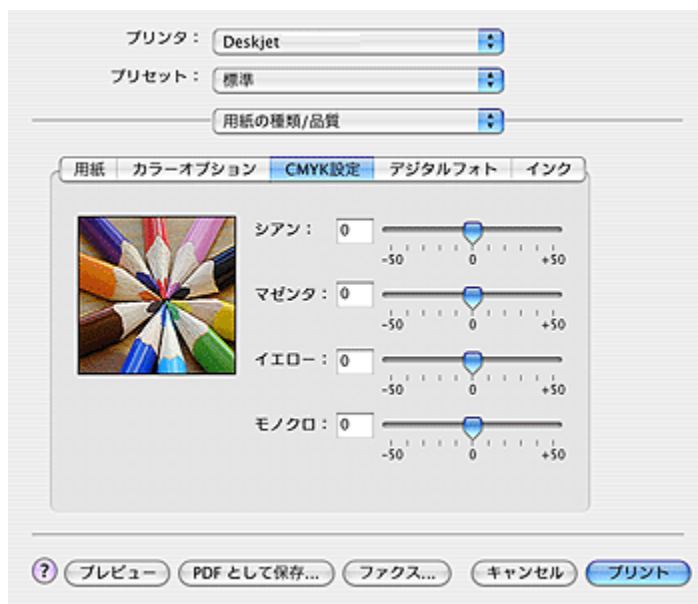 プリンタ： Deskjet
プリセット： 標準
用紙の種類/品質
用紙 カラーオプション CMYK設定 デジタルフォト インク
シアン： 0
-50 0 +50
マゼンタ： 0
-50 0 +50
イエロー： 0
-50 0 +50
モノクロ： 0
-50 0 +50
? プレビュー PDF として保存... ファクス... キャンセル プリント